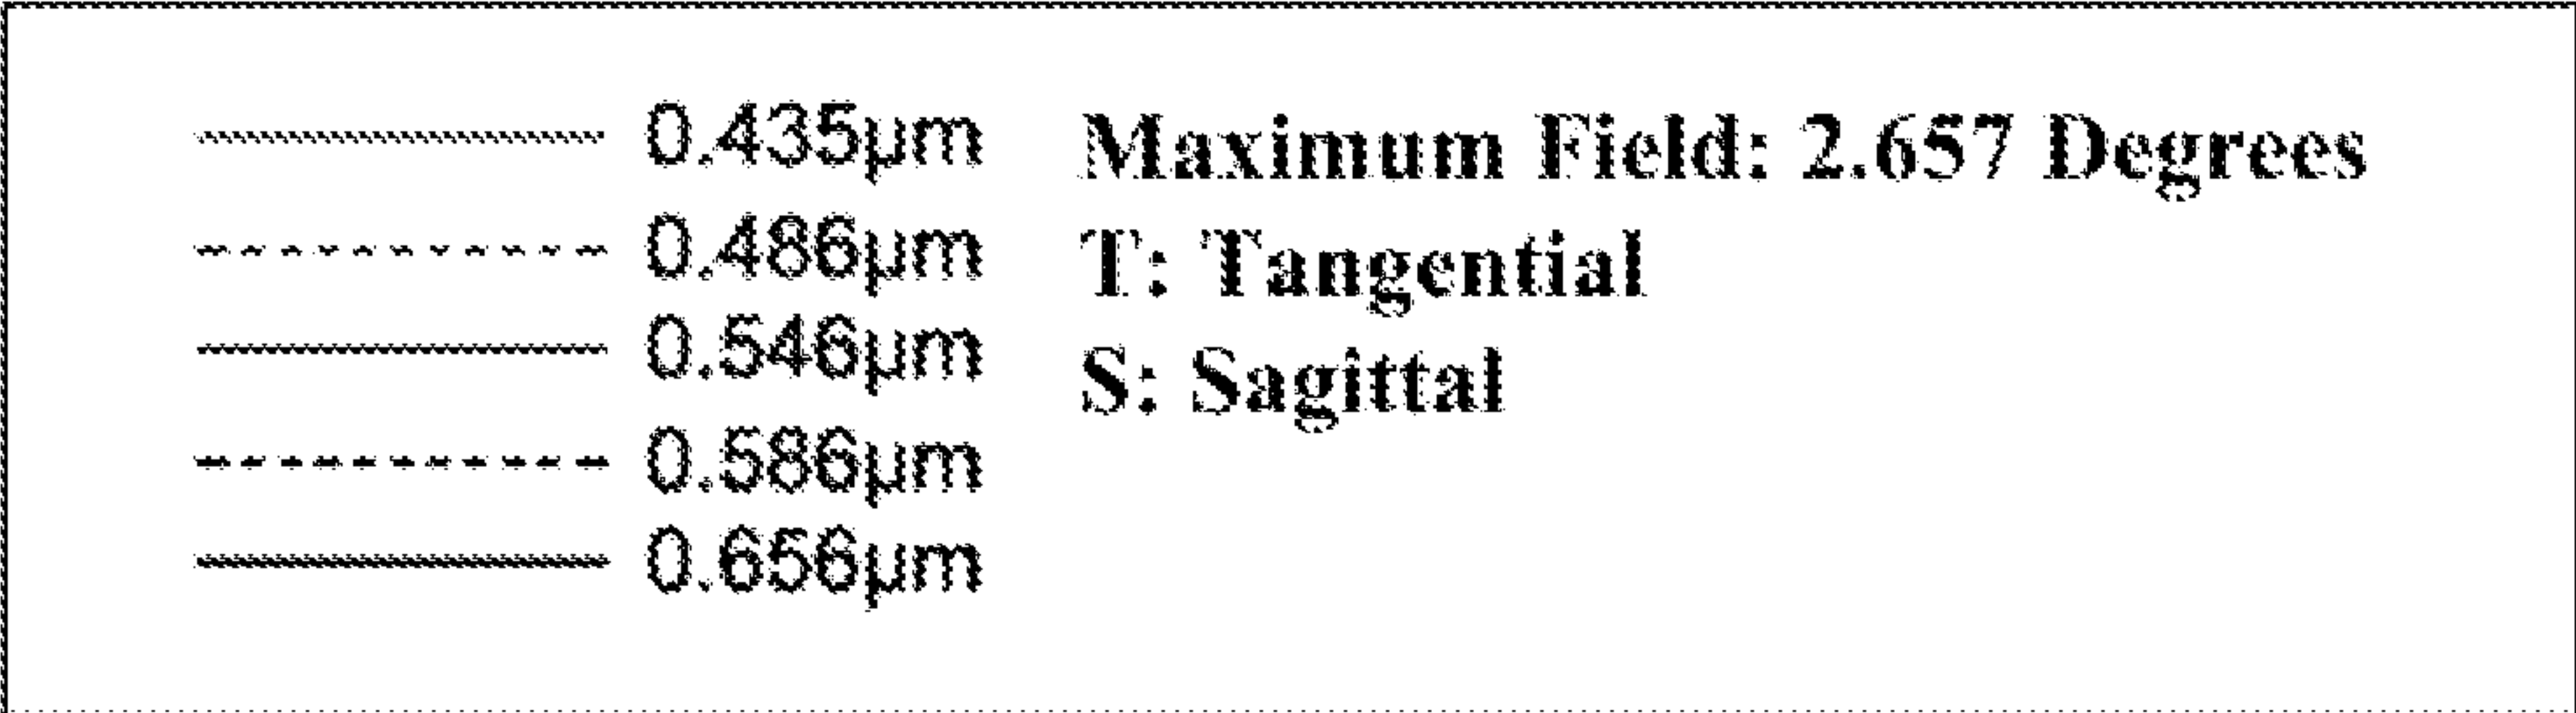 0.435µm
0.486µm
0.546µm
0.586µm
0.656µm
Maximum Field: 2.657 Degrees
T: Tangential
S: Sagittal